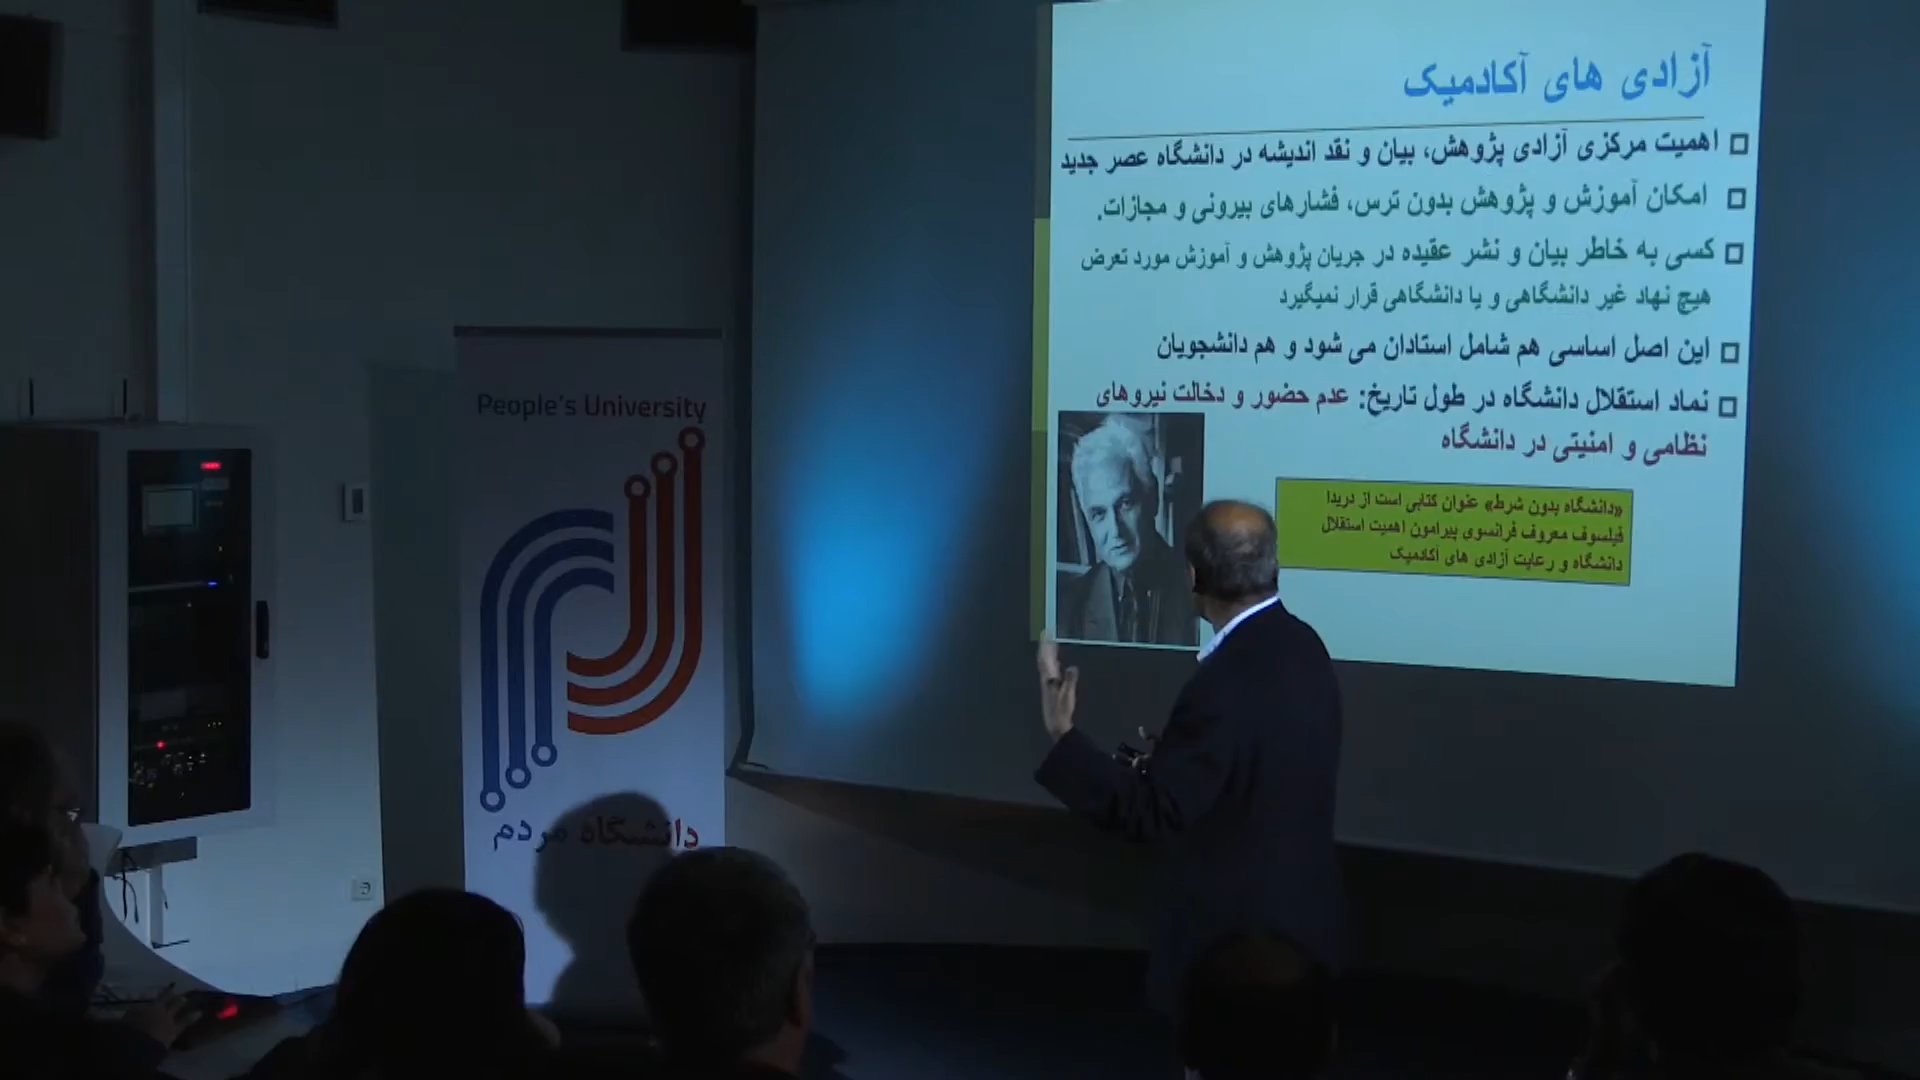 آزادی های آکادمیک
اهمیت مرکزی آزادی پژوهش، بیان و نقد اندیشه در دانشگاه عصر جدید
امکان آموزش و پژوهش بدون ترس، فشارهای بیرونی و مجازات.
کسی به خاطر بیان و نشر عقیده در جریان پژوهش و آموزش مورد تعرض
هیچ نهاد غیر دانشگاهی و یا دانشگاهی قرار نمیگیرد
این اصل اساسی هم شامل استادان می شود و هم دانشجویان
نماد استقلال دانشگاه در طول تاریخ: عدم حضور و دخالت نیروهای
نظامی و امنیتی در دانشگاه
«دانشگاه بدون شرط» عنوان کتابی است از دریدا
فیلسوف معروف فرانسوی پیرامون اهمیت استقلال
دانشگاه و رعایت آزادی های آکادمیک
People's University
دانشگاه مردم